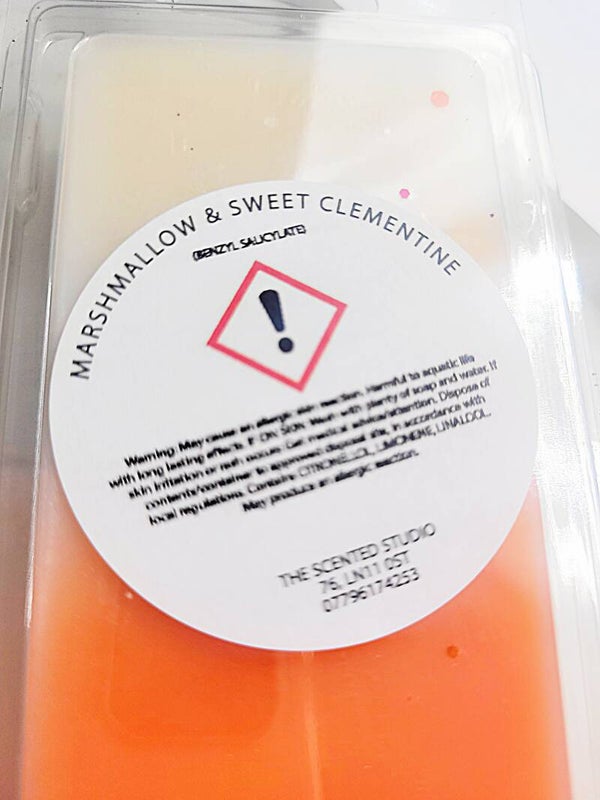 MARSHMALLOW & SWEET CLEMENTINE
(BENZYL SALICYLATE)
Warning: May cause an allergic skin reaction. Harmful to aquatic life
with long lasting effects. IF ON SKIN: Wash with plenty of soap and water. If
skin irritation or rash occurs: Get medical advice/attention. Dispose of
contents/container to approved disposal site, in accordance with
local regulations. Contains CITRONELLOL, LIMONENE, LINALOOL.
May produce an allergic reaction.
THE SCENTED STUDIO
76, LN11 0ST
07796174253